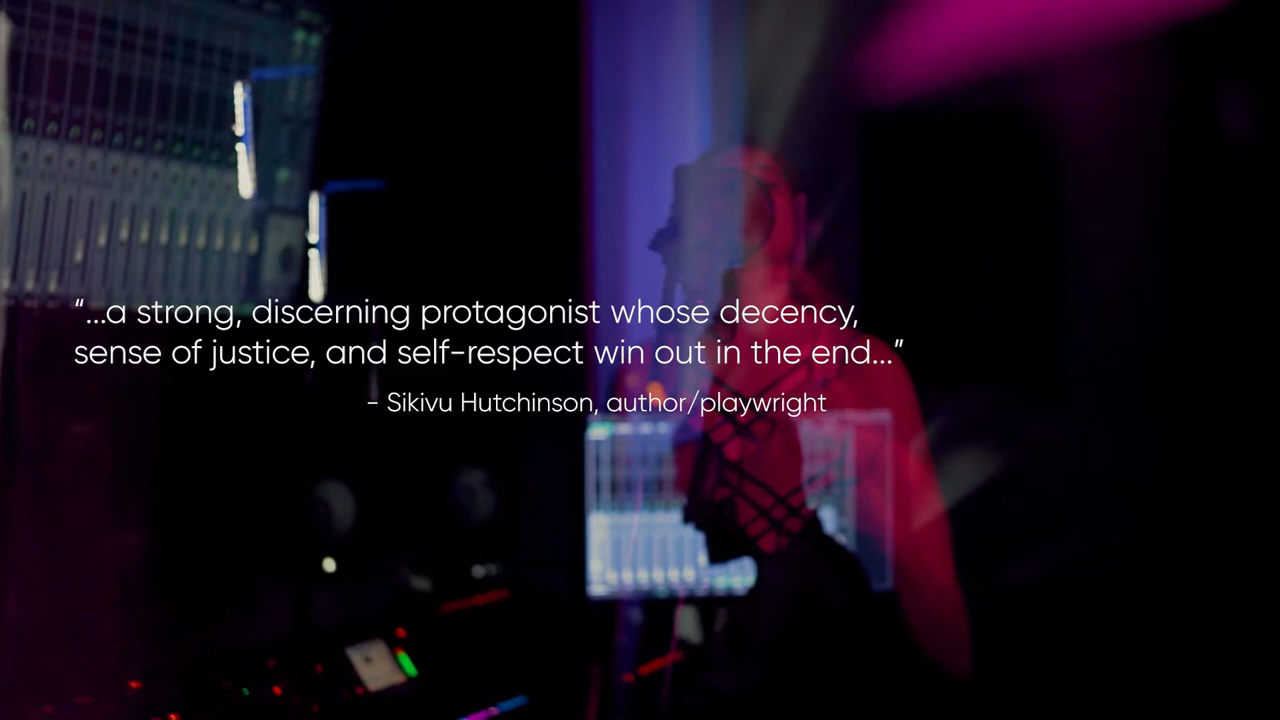 “...a strong, discerning protagonist whose decency,
sense of justice, and self-respect win out in the end...”
- Sikivu Hutchinson, author/playwright